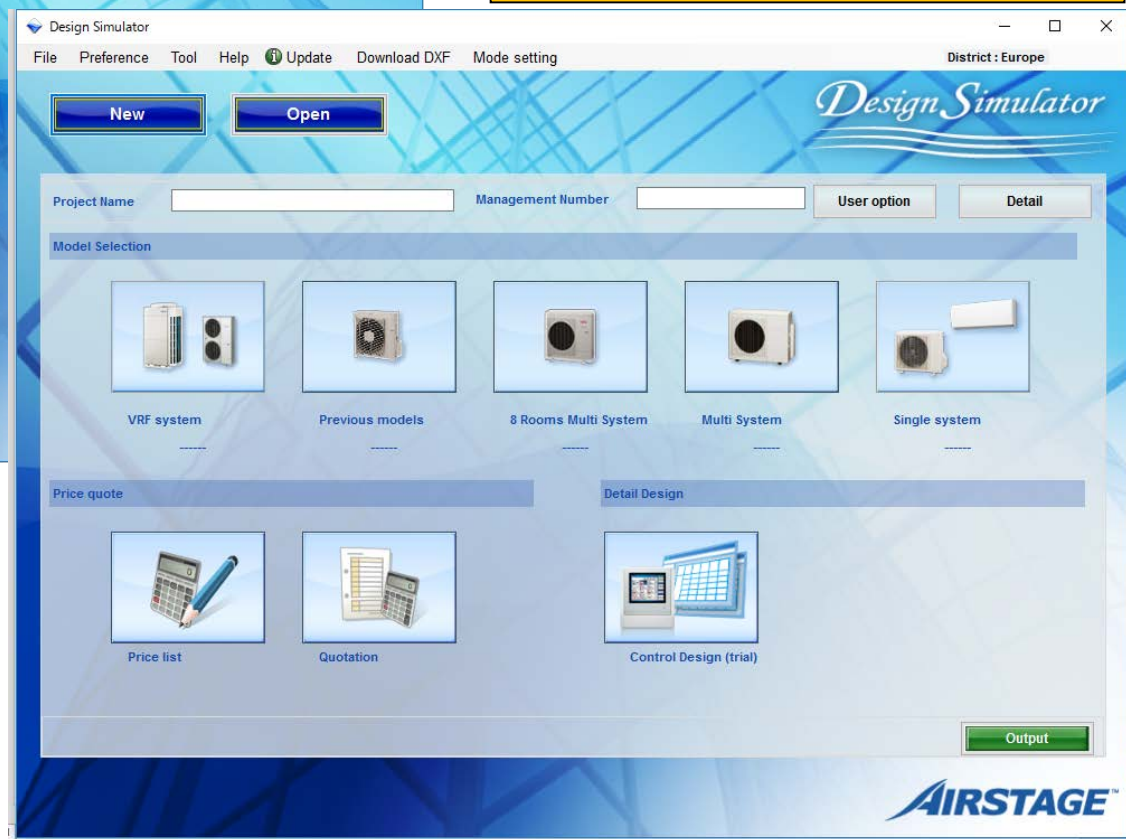 Design Simulator
File Preference Tool Help Update Download DXF Mode setting District : Europe
New Open Design Simulator
Project Name Management Number User option Detail
Model Selection
VRF system Previous models 8 Rooms Multi System Multi System Single system
------ ------ ------ ------ ------
Price quote Detail Design
Price list Quotation Control Design (trial)
Output
AIRSTAGE™